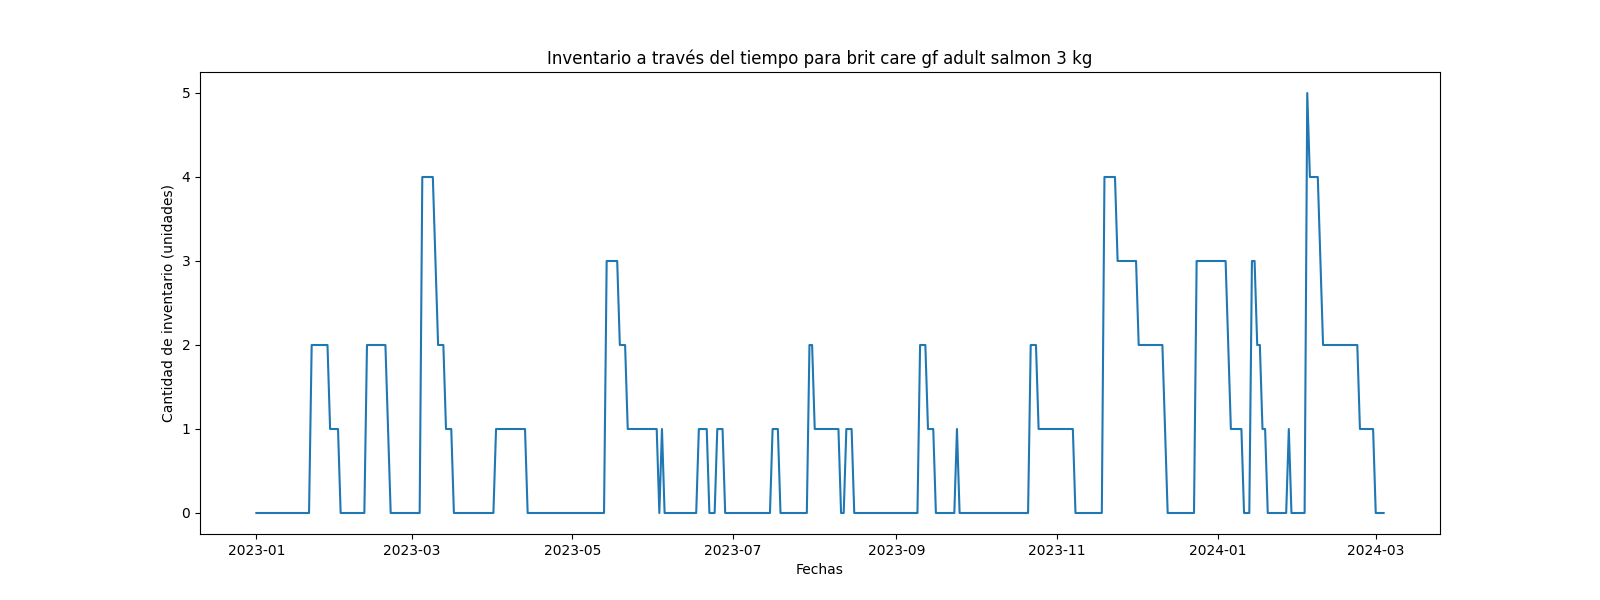 Inventario a través del tiempo para brit care gf adult salmon 3 kg
Cantidad de inventario (unidades)
5
4
3
2
1
0
2023-01 2023-03 2023-05 2023-07 2023-09 2023-11 2024-01 2024-03
Fechas